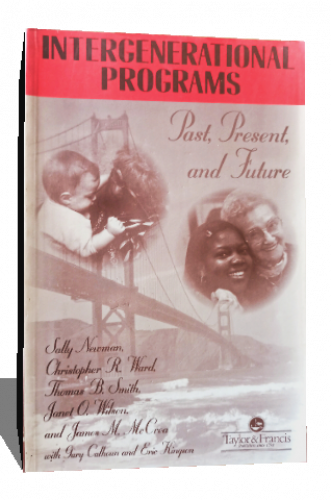 INTERGENERATIONAL
PROGRAMS
Past, Present,
and Future
Sally Newman,
Christopher R. Ward,
Thomas B. Smith,
Janet O. Wilson,
and James M. McCrea
with Gary Calhoun and Eric Kingson
Taylor & Francis